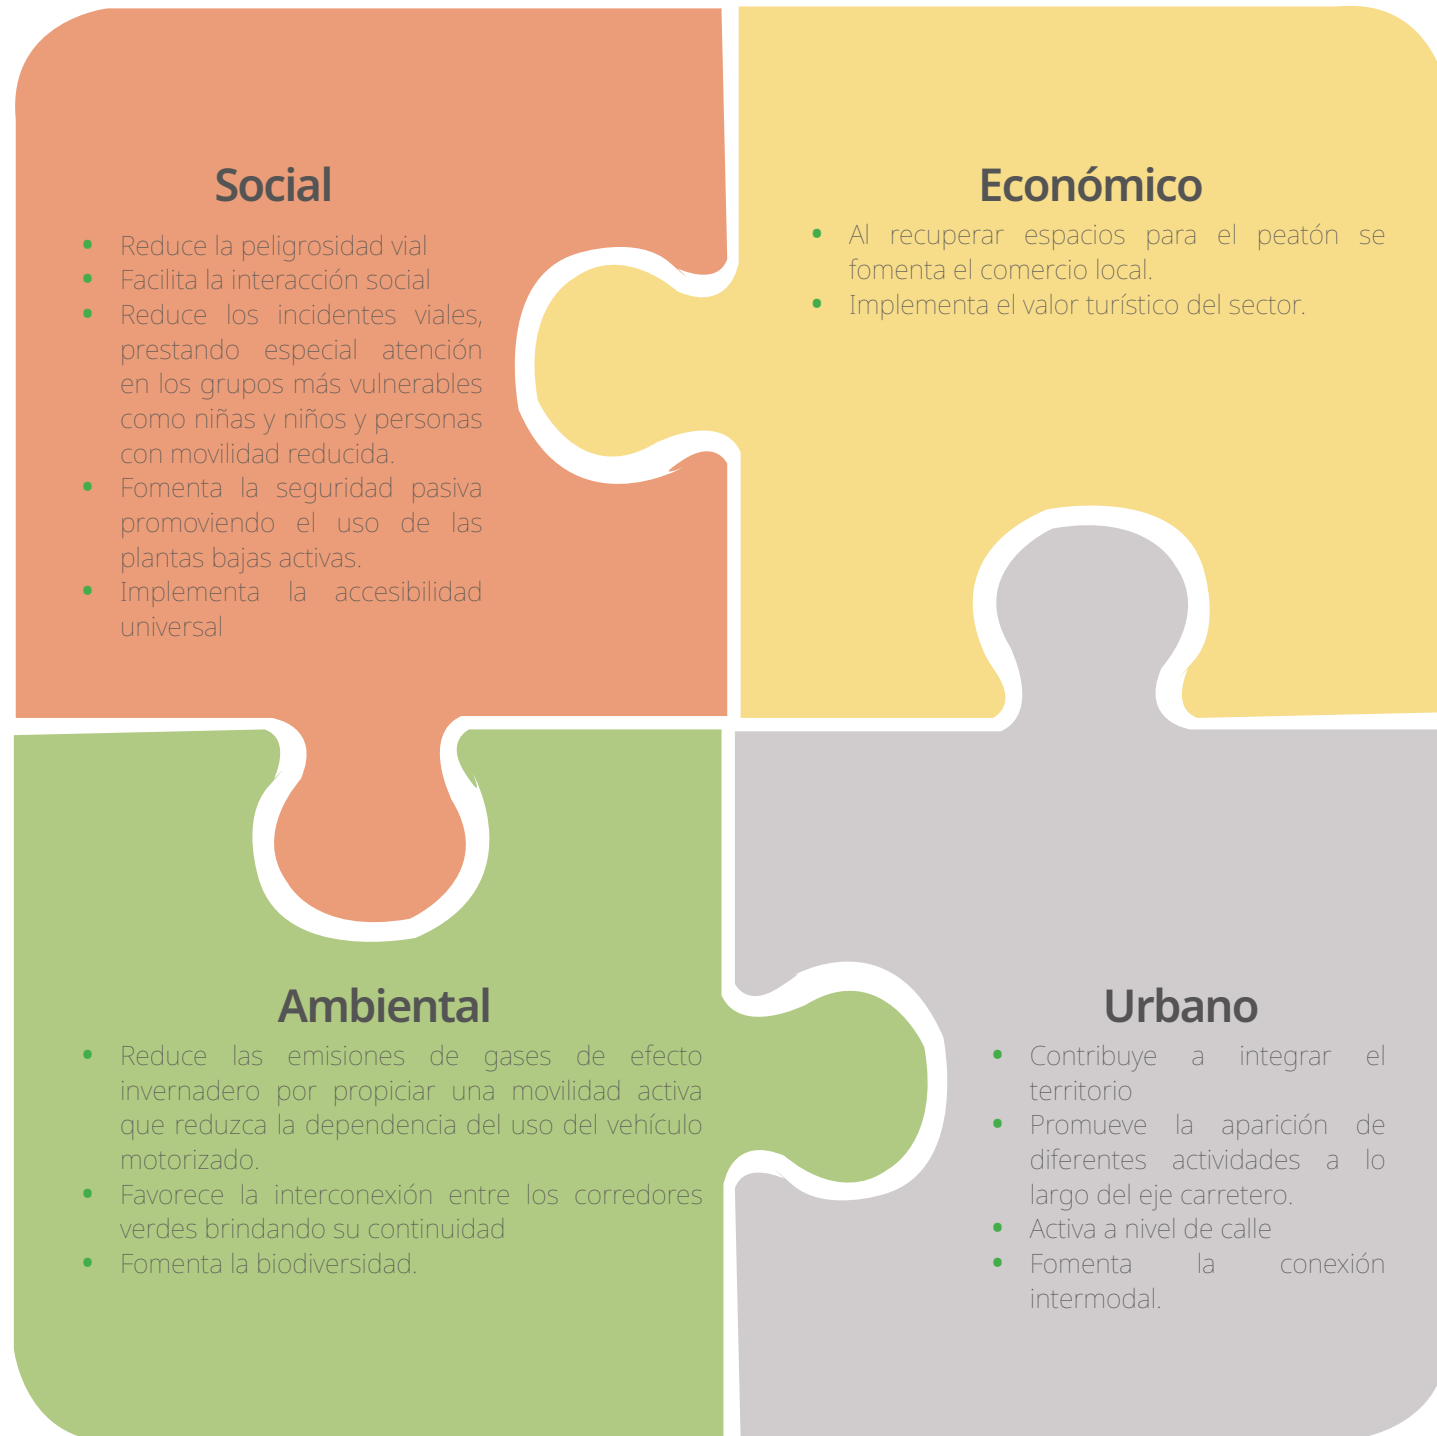 Social
• Reduce la peligrosidad vial
• Facilita la interacción social
• Reduce los incidentes viales,
prestando especial atención
en los grupos más vulnerables
como niñas y niños y personas
con movilidad reducida.
• Fomenta la seguridad pasiva
promoviendo el uso de las
plantas bajas activas.
• Implementa la accesibilidad
universal
Económico
• Al recuperar espacios para el peatón se
fomenta el comercio local.
• Implementa el valor turístico del sector.
Ambiental
• Reduce las emisiones de gases de efecto
invernadero por propiciar una movilidad activa
que reduzca la dependencia del uso del vehículo
motorizado.
• Favorece la interconexión entre los corredores
verdes brindando su continuidad
• Fomenta la biodiversidad.
Urbano
• Contribuye a integrar el
territorio
• Promueve la aparición de
diferentes actividades a lo
largo del eje carretero.
• Activa a nivel de calle
• Fomenta la conexión
intermodal.